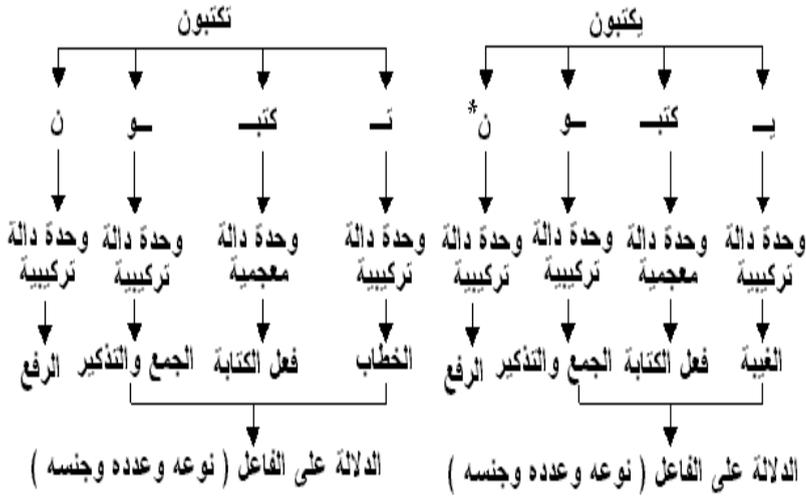 يكتبون تكتبون
يـ كتبـ ـو ن* تـ كتبـ ـو ن
وحدة دالة وحدة دالة وحدة دالة وحدة دالة وحدة دالة وحدة دالة وحدة دالة وحدة دالة
تركيبية معجمية تركيبية تركيبية تركيبية معجمية تركيبية تركيبية
الغيبة فعل الكتابة الجمع والتذكير الرفع الخطاب فعل الكتابة الجمع والتذكير الرفع
الدلالة على الفاعل ( نوعه وعدده وجنسه ) الدلالة على الفاعل ( نوعه وعدده وجنسه )